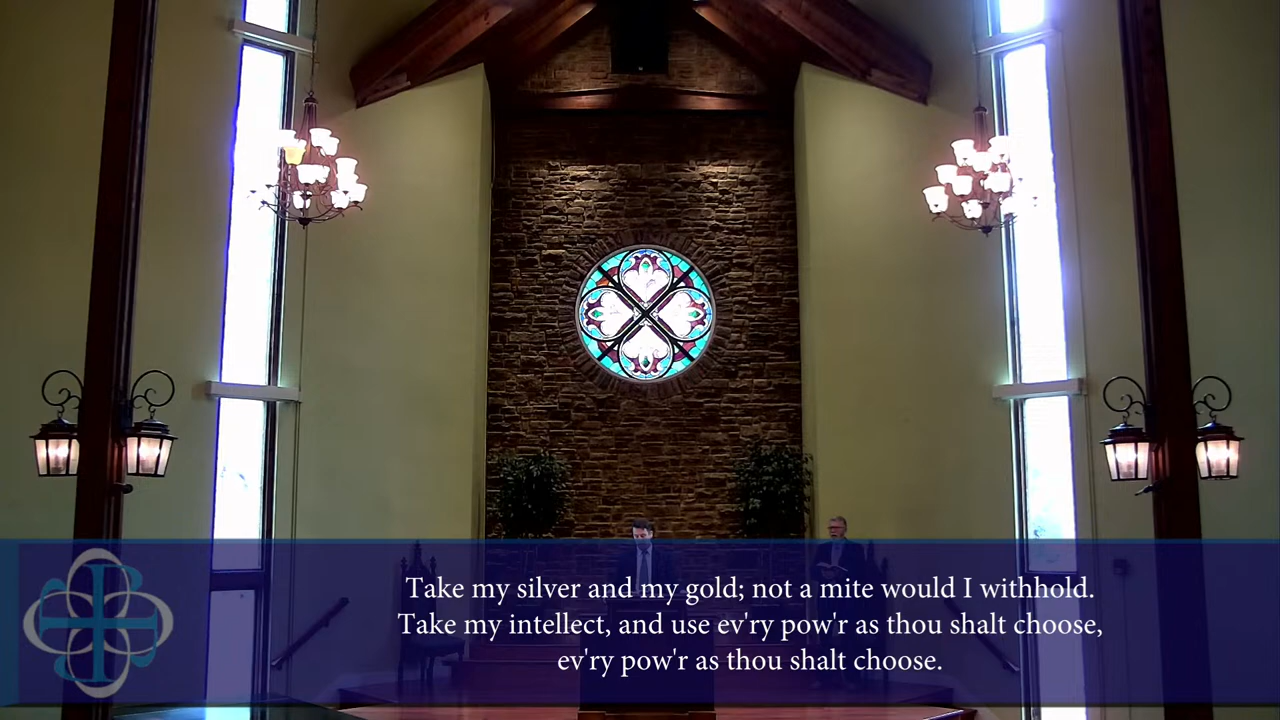 Take my silver and my gold; not a mite would I withhold.
Take my intellect, and use ev'ry pow'r as thou shalt choose,
ev'ry pow'r as thou shalt choose.